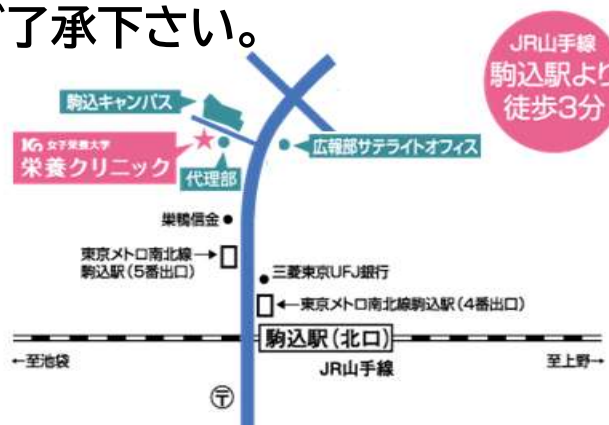 ご了承下さい。
JR山手線
駒込駅より
徒歩3分
駒込キャンパス
女子栄養大学
栄養クリニック
代理部
広報部サテライトオフィス
巣鴨信金
東京メトロ南北線→
駒込駅(5番出口)
三菱東京UFJ銀行
←東京メトロ南北線駒込駅(4番出口)
駒込駅(北口)
←至池袋
JR山手線
至上野→
〒